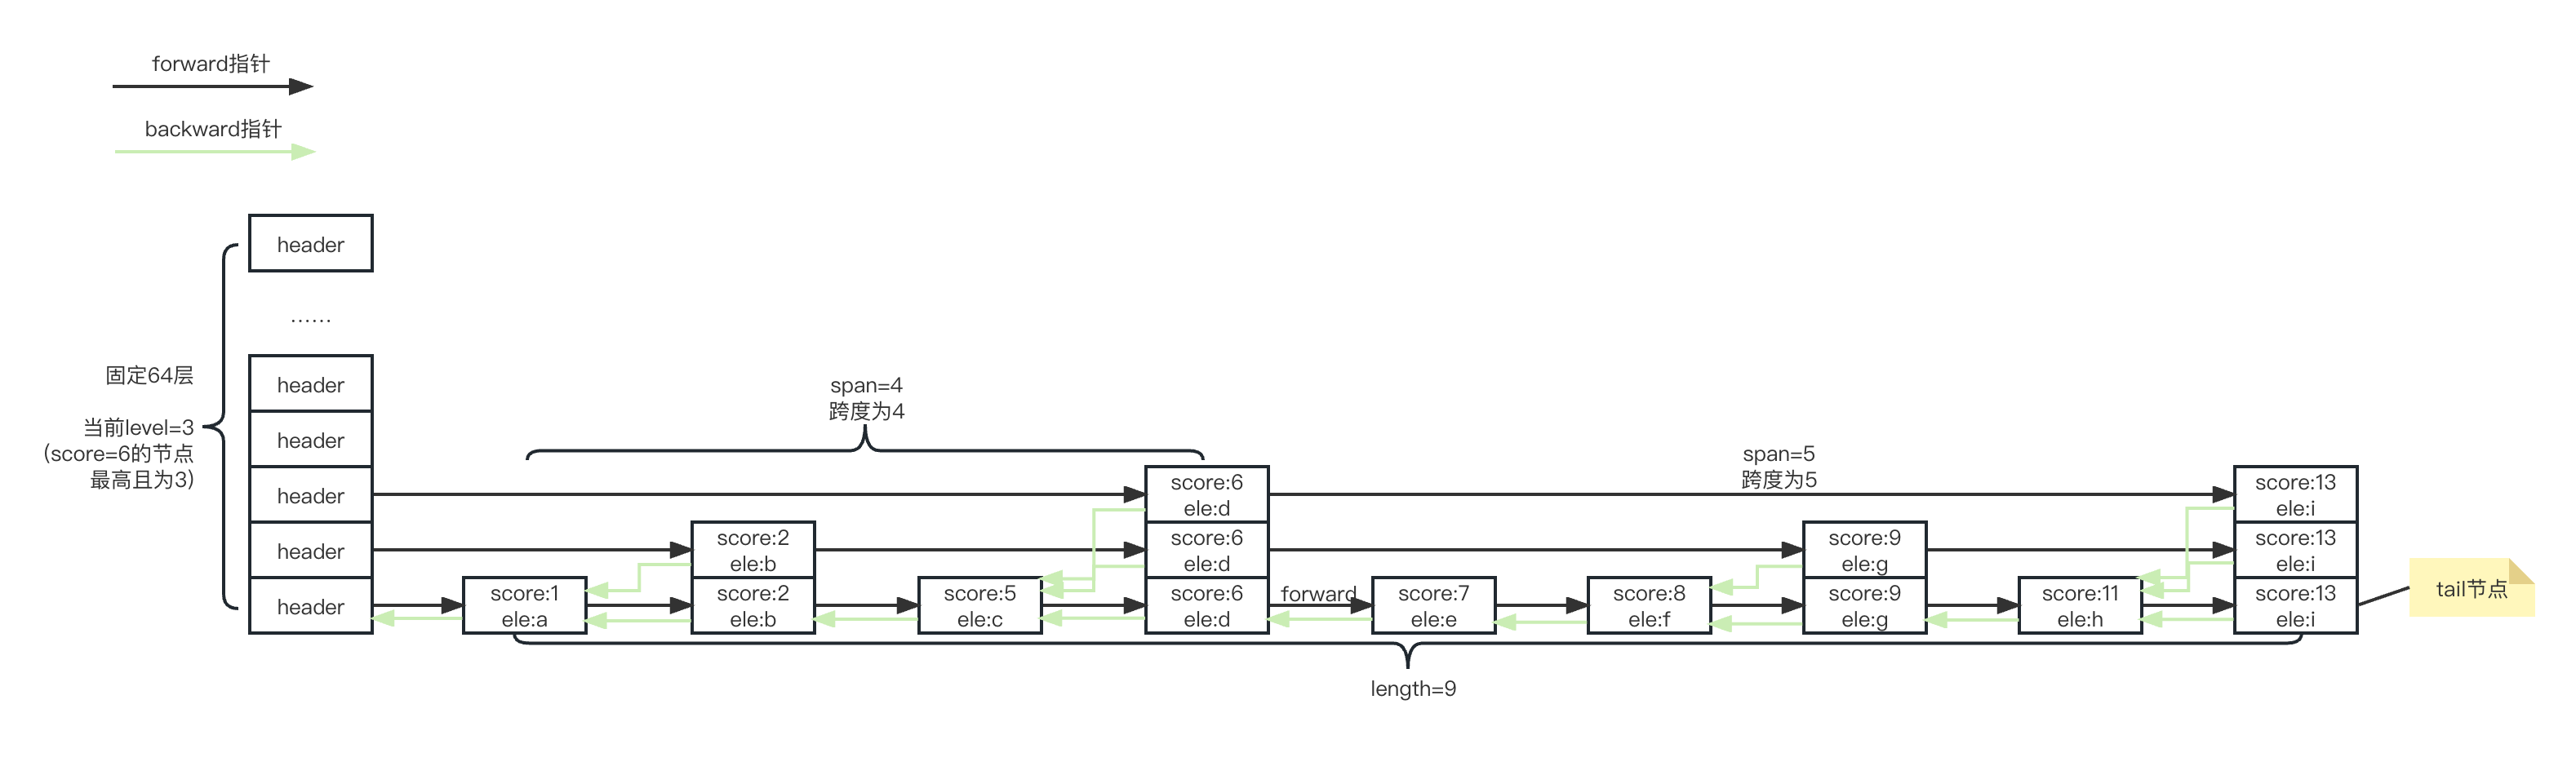 forward指针
backward指针
header
……
固定64层
当前level=3
(score=6的节点
最高且为3)
header
header
header
header
header
span=4
跨度为4
span=5
跨度为5
score:6
ele:d
score:13
ele:i
score:2
ele:b
score:6
ele:d
score:9
ele:g
score:13
ele:i
score:1
ele:a
score:2
ele:b
score:5
ele:c
score:6
ele:d
forward
score:7
ele:e
score:8
ele:f
score:9
ele:g
score:11
ele:h
score:13
ele:i
tail节点
length=9